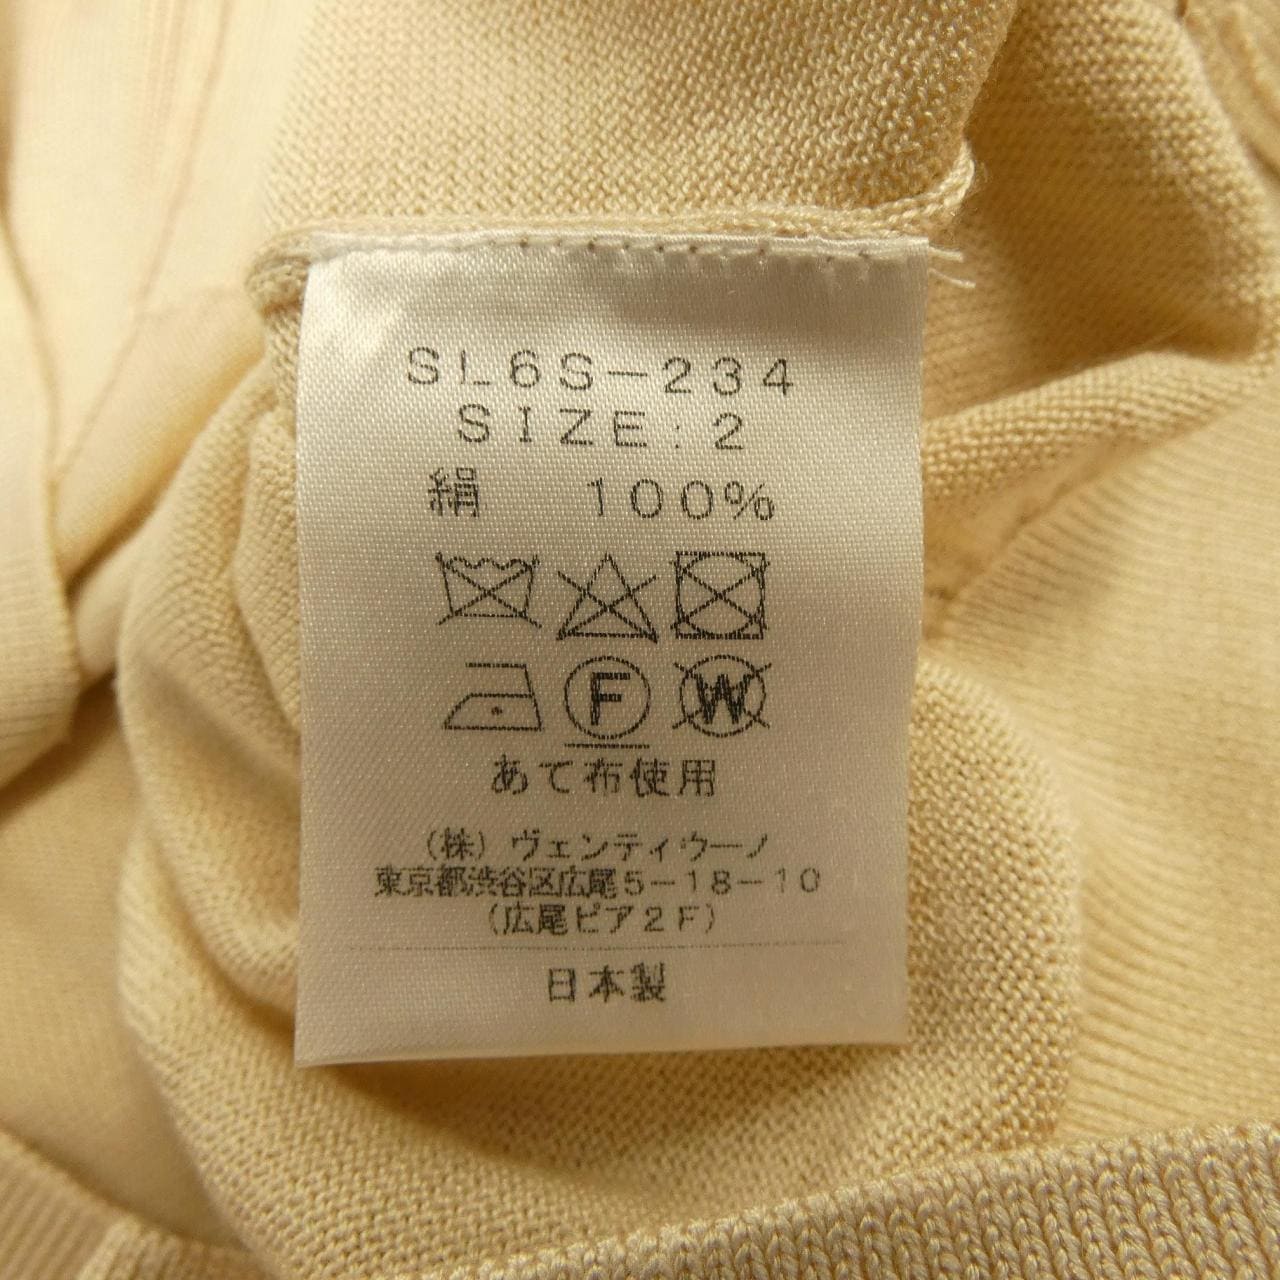 SL6S-234
SIZE:2
絹 100%
F W
あて布使用
(株)ヴェンティウーノ
東京都渋谷区広尾5-18-10
(広尾ピア2F)
日本製